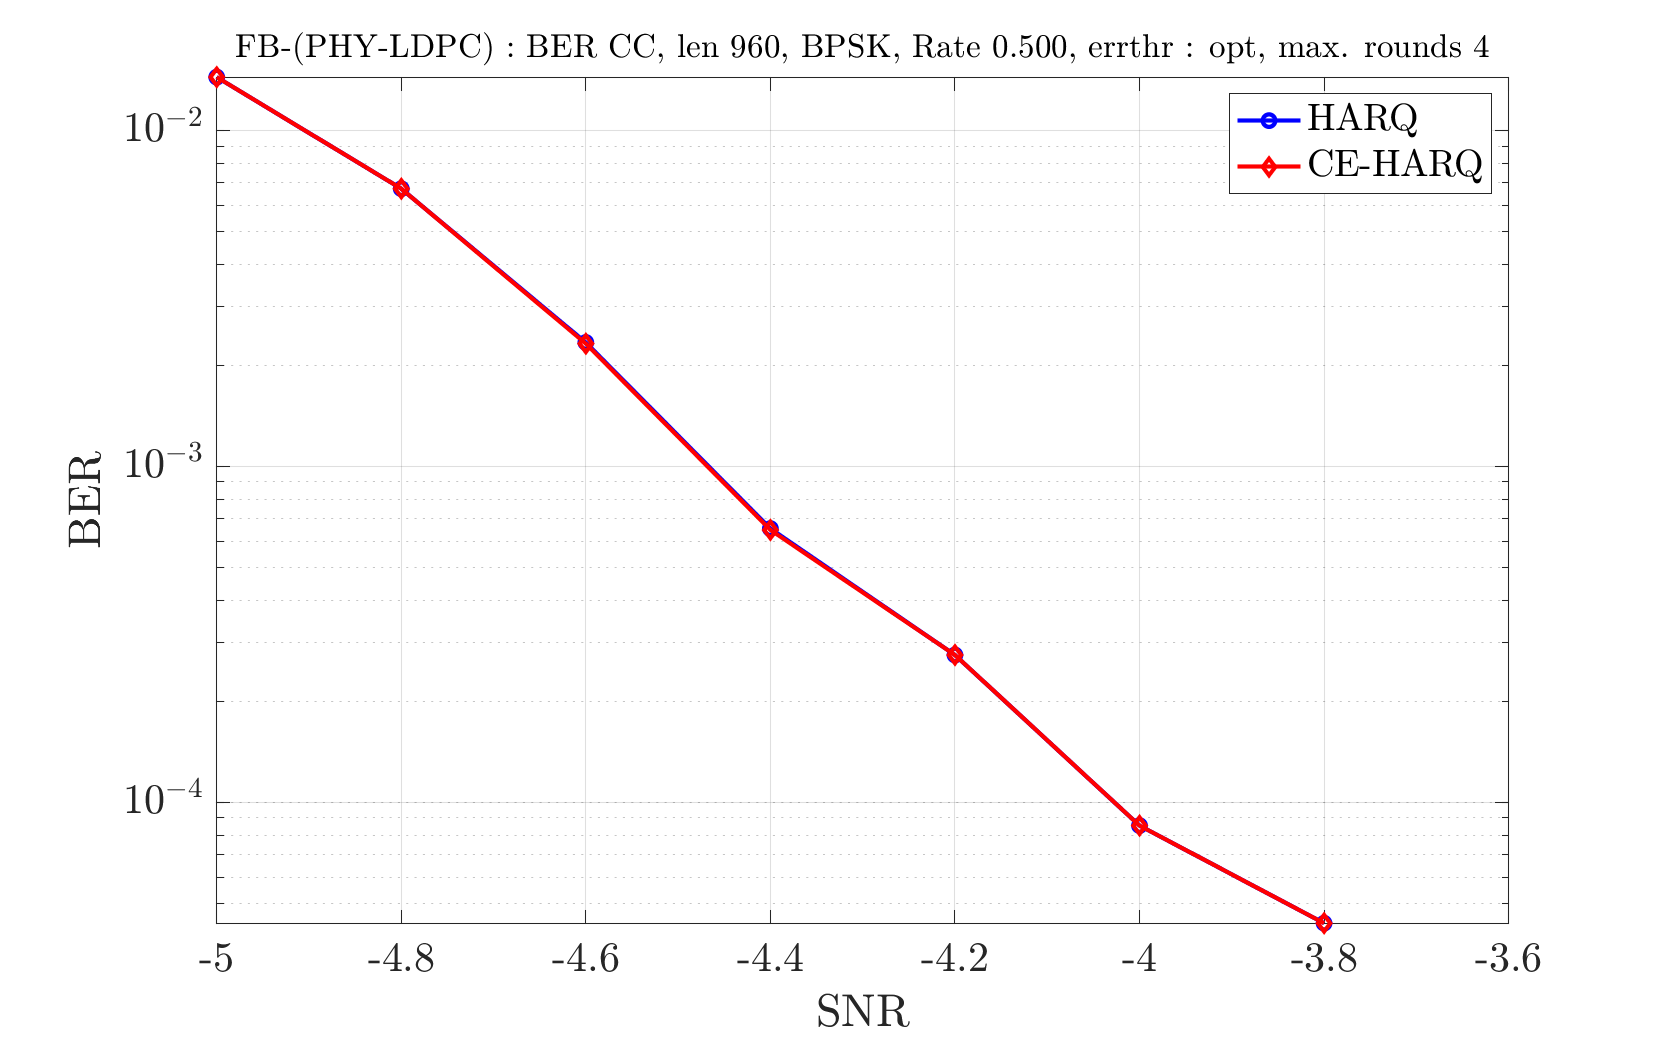 FB-(PHY-LDPC) : BER CC, len 960, BPSK, Rate 0.500, errthr : opt, max. rounds 4
HARQ
CE-HARQ
10^{-2}
10^{-3}
10^{-4}
BER
-5 -4.8 -4.6 -4.4 -4.2 -4 -3.8 -3.6
SNR